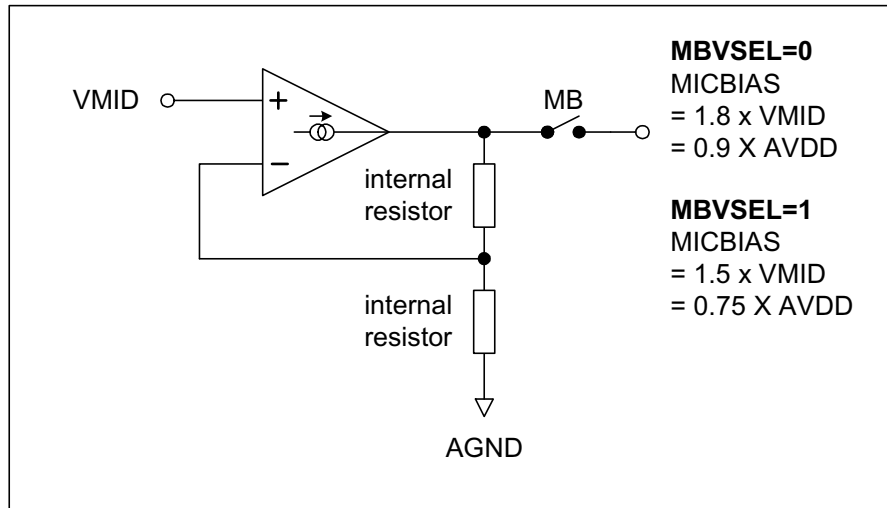 VMID
+
−
MB
internal
resistor
internal
resistor
AGND
MBVSEL=0
MICBIAS
= 1.8 x VMID
= 0.9 X AVDD
MBVSEL=1
MICBIAS
= 1.5 x VMID
= 0.75 X AVDD